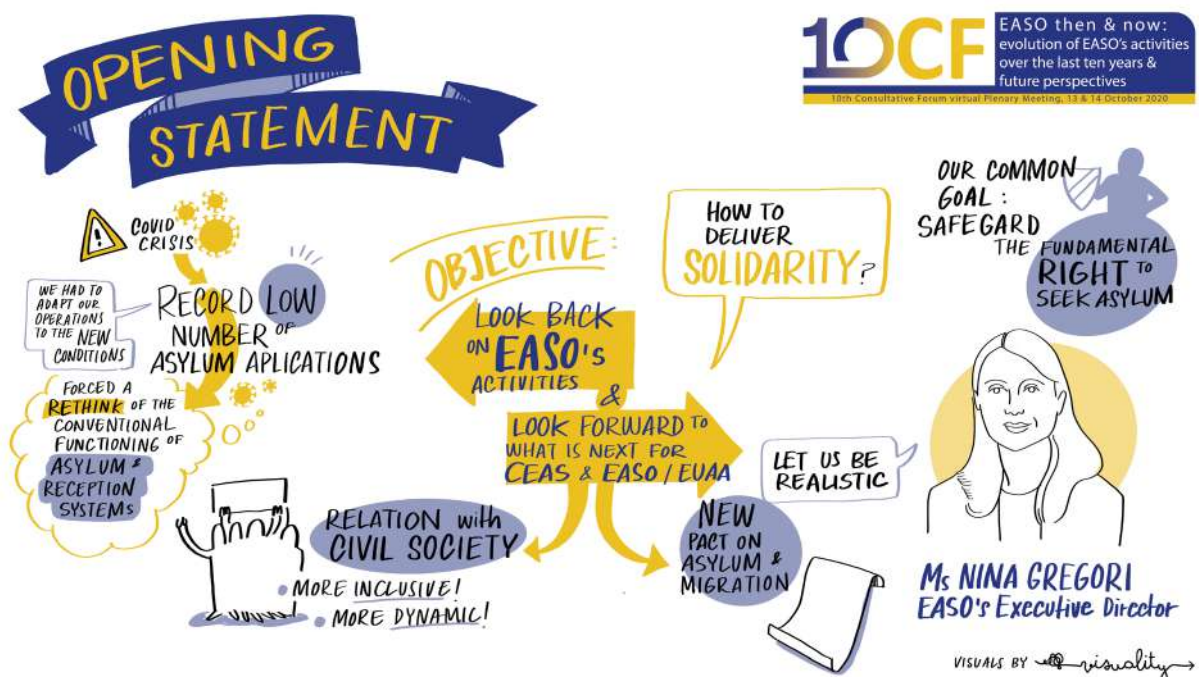 OPENING
STATEMENT
10CF
EASO then & now:
evolution of EASO's activities
over the last ten years &
future perspectives
10th Consultative Forum virtual Plenary Meeting, 13 & 14 October 2020
COVID
CRISIS
WE HAD TO
ADAPT OUR
OPERATIONS
TO THE NEW
CONDITIONS
RECORD LOW
NUMBER OF
ASYLUM APLICATIONS
FORCED A
RETHINK OF THE
CONVENTIONAL
FUNCTIONING OF
ASYLUM &
RECEPTION
SYSTEMS
OBJECTIVE:
LOOK BACK
ON EASO's
ACTIVITIES
&
LOOK FORWARD TO
WHAT IS NEXT FOR
CEAS & EASO/EUAA
RELATION with
CIVIL SOCIETY
• MORE INCLUSIVE!
• MORE DYNAMIC!
NEW
PACT ON
ASYLUM &
MIGRATION
HOW TO
DELIVER
SOLIDARITY?
OUR COMMON
GOAL:
SAFEGARD
THE FUNDAMENTAL
RIGHT TO
SEEK ASYLUM
LET US BE
REALISTIC
Ms NINA GREGORI
EASO's Executive Director
VISUALS BY visuality